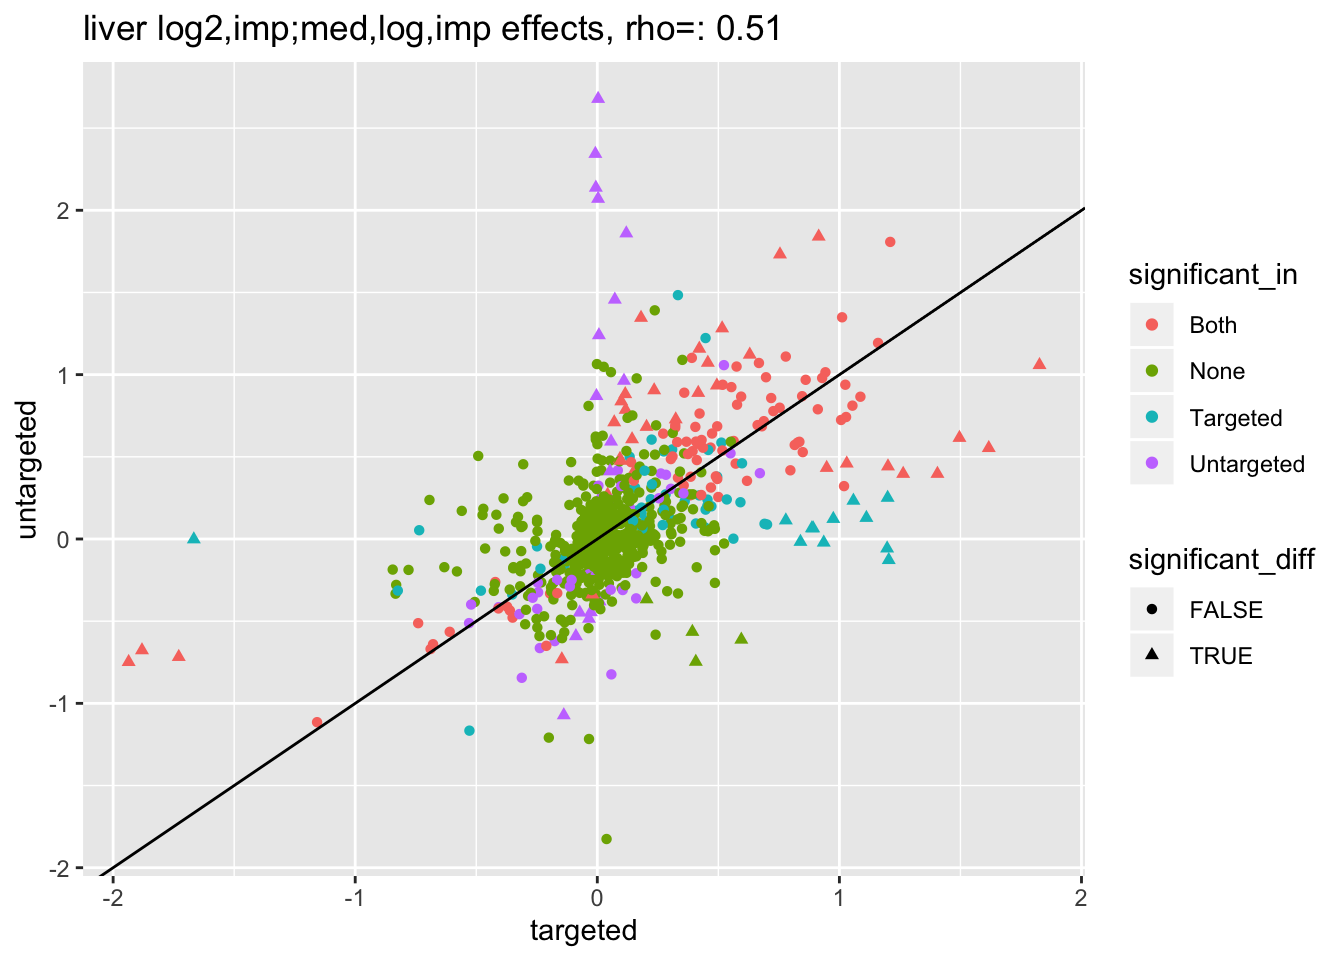 liver log2,imp;med,log,imp effects, rho=: 0.51
untargeted
2
1
0
-1
-2
-2
-1
0
1
2
targeted
significant_in
Both
None
Targeted
Untargeted
significant_diff
FALSE
TRUE